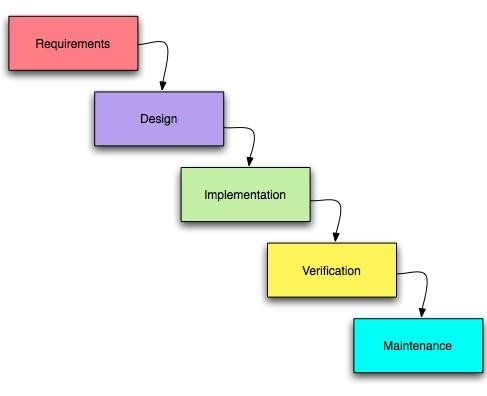 Requirements
Design
Implementation
Verification
Maintenance